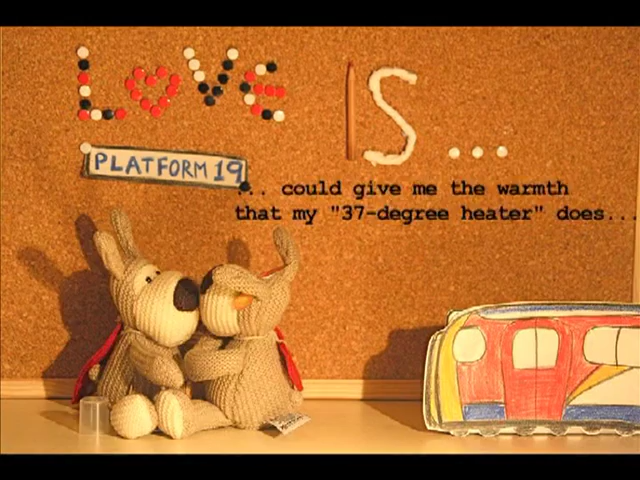 LOVE IS...
PLATFORM 19
... could give me the warmth
that my "37-degree heater" does...